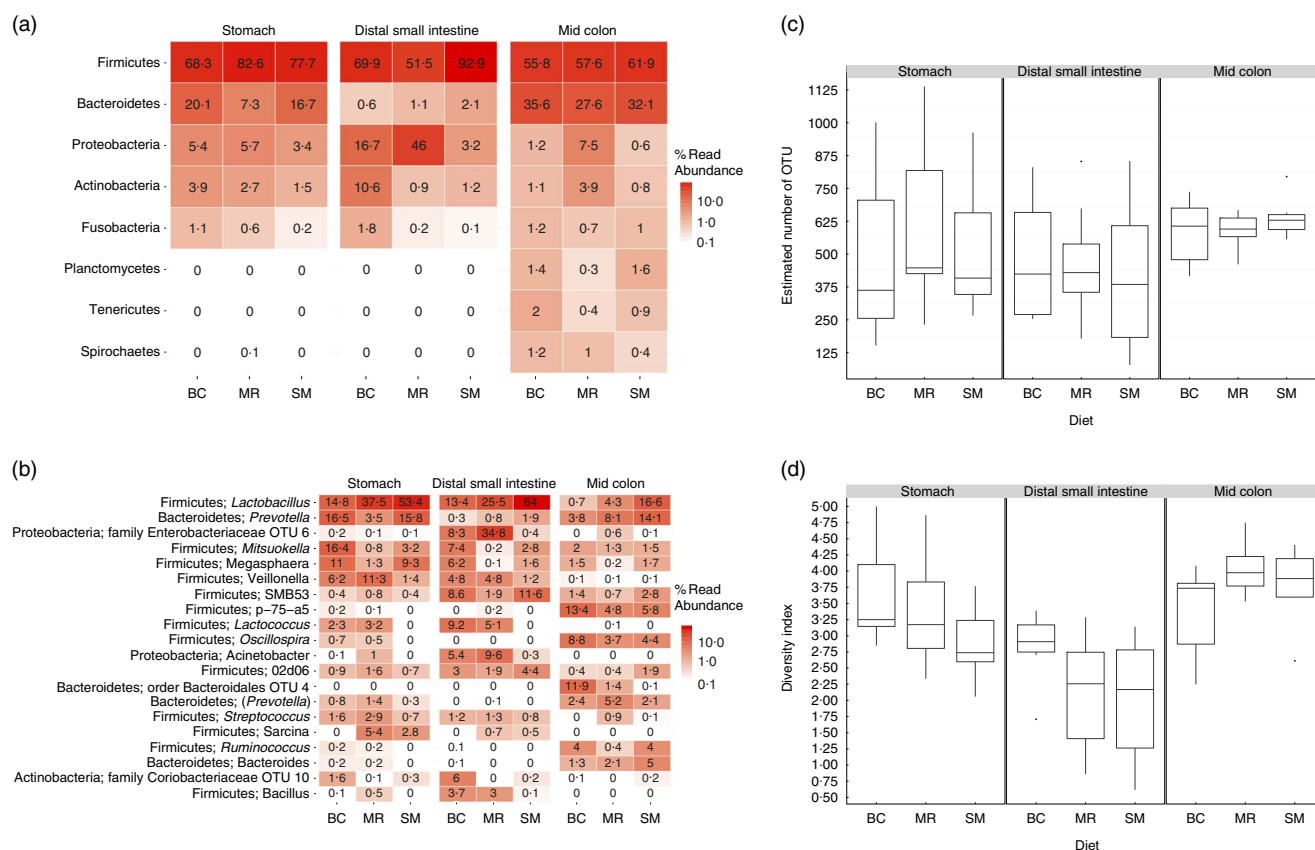 (a)
Stomach Distal small intestine Mid colon
Firmicutes 68·3 82·6 77·7 69·9 51·5 92·9 55·8 57·6 61·9
Bacteroidetes 20·1 7·3 16·7 0·6 1·1 2·1 35·6 27·6 32·1
Proteobacteria 5·4 5·7 3·4 16·7 46 3·2 1·2 7·5 0·6
Actinobacteria 3·9 2·7 1·5 10·6 0·9 1·2 1·1 3·9 0·8
Fusobacteria 1·1 0·6 0·2 1·8 0·2 0·1 1·2 0·7 1
Planctomycetes 0 0 0 0 0 0 1·4 0·3 1·6
Tenericutes 0 0 0 0 0 0 2 0·4 0·9
Spirochaetes 0 0·1 0 0 0 0 1·2 1 0·4
BC MR SM BC MR SM BC MR SM
% Read
Abundance
10·0
1·0
0·1
(b)
Stomach Distal small intestine Mid colon
Firmicutes; Lactobacillus 14·8 37·5 53·4 13·4 25·5 64 0·7 4·3 16·6
Bacteroidetes; Prevotella 16·5 3·5 15·8 0·3 0·8 1·9 3·8 8·1 14·1
Proteobacteria; family Enterobacteriaceae OTU 6 0·2 0·1 0·1 8·3 34·8 0·4 0 0·6 0·1
Firmicutes; Mitsuokella 16·4 0·8 3·2 7·4 0·2 2·8 2 1·3 1·5
Firmicutes; Megasphaera 11 1·3 9·3 6·2 0·1 1·6 1·5 0·2 1·7
Firmicutes; Veillonella 6·2 11·3 1·4 4·8 4·8 1·2 0·1 0·1 0·1
Firmicutes; SMB53 0·4 0·8 0·4 8·6 1·9 11·6 1·4 0·7 2·8
Firmicutes; p−75−a5 0·2 0·1 0 0 0·2 0 13·4 4·8 5·8
Firmicutes; Lactococcus 2·3 3·2 0 9·2 5·1 0 0·1 0
Firmicutes; Oscillospira 0·7 0·5 0 0 0 0 8·8 3·7 4·4
Proteobacteria; Acinetobacter 0·1 1 0 5·4 9·6 0·3 0 0 0
Firmicutes; 02d06 0·9 1·6 0·7 3 1·9 4·4 0·4 0·4 1·9
Bacteroidetes; order Bacteroidales OTU 4 0 0 0 0 0 0 11·9 1·4 0·1
Bacteroidetes; (Prevotella) 0·8 1·4 0·3 0 0·1 0 2·4 5·2 2·1
Firmicutes; Streptococcus 1·6 2·9 0·7 1·2 1·3 0·8 0 0·9 0·1
Firmicutes; Sarcina 0 5·4 2·8 0 0·7 0·5 0 0 0
Firmicutes; Ruminococcus 0·2 0·2 0 0·1 0 0 4 0·4 4
Bacteroidetes; Bacteroides 0·2 0·2 0 0·1 0 0 1·3 2·1 5
Actinobacteria; family Coriobacteriaceae OTU 10 1·6 0·1 0·3 6 0 0·2 0·1 0 0·2
Firmicutes; Bacillus 0·1 0·5 0 3·7 3 0·1 0 0 0
BC MR SM BC MR SM BC MR SM
% Read
Abundance
10·0
1·0
0·1
(c)
Stomach Distal small intestine Mid colon
Estimated number of OTU
1125
1000
875
750
625
500
375
250
125
BC MR SM BC MR SM BC MR SM
Diet
(d)
Stomach Distal small intestine Mid colon
Diversity index
5·00
4·75
4·50
4·25
4·00
3·75
3·50
3·25
3·00
2·75
2·50
2·25
2·00
1·75
1·50
1·25
1·00
0·75
0·50
BC MR SM BC MR SM BC MR SM
Diet